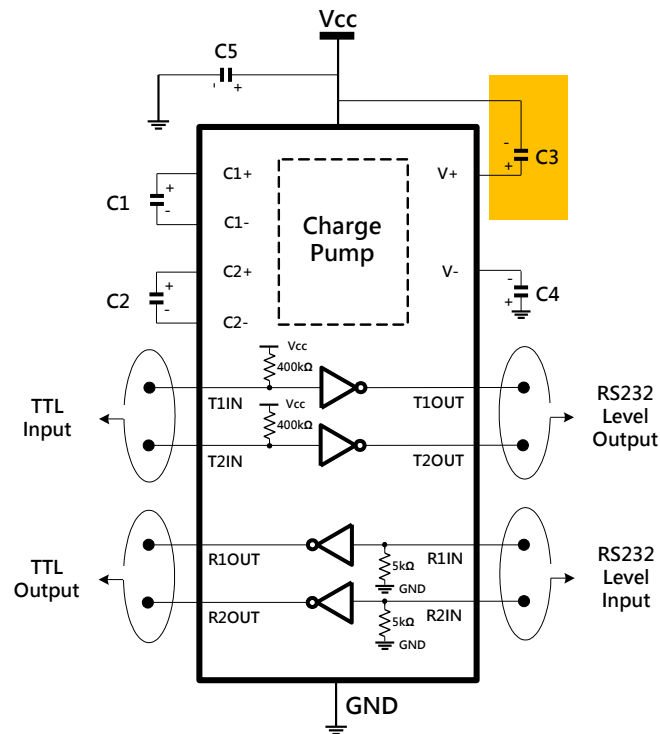 Vcc
C5
' +
C1+
V+
-
+
C3
C1
+
-
C1-
Charge
Pump
C2+
V-
C2
+
-
-
+
C4
C2-
Vcc
400kΩ
TTL
Input
T1IN
T1OUT
RS232
Level
Output
Vcc
400kΩ
T2IN
T2OUT
TTL
Output
R1OUT
5kΩ
GND
R1IN
RS232
Level
Input
R2OUT
5kΩ
GND
R2IN
GND